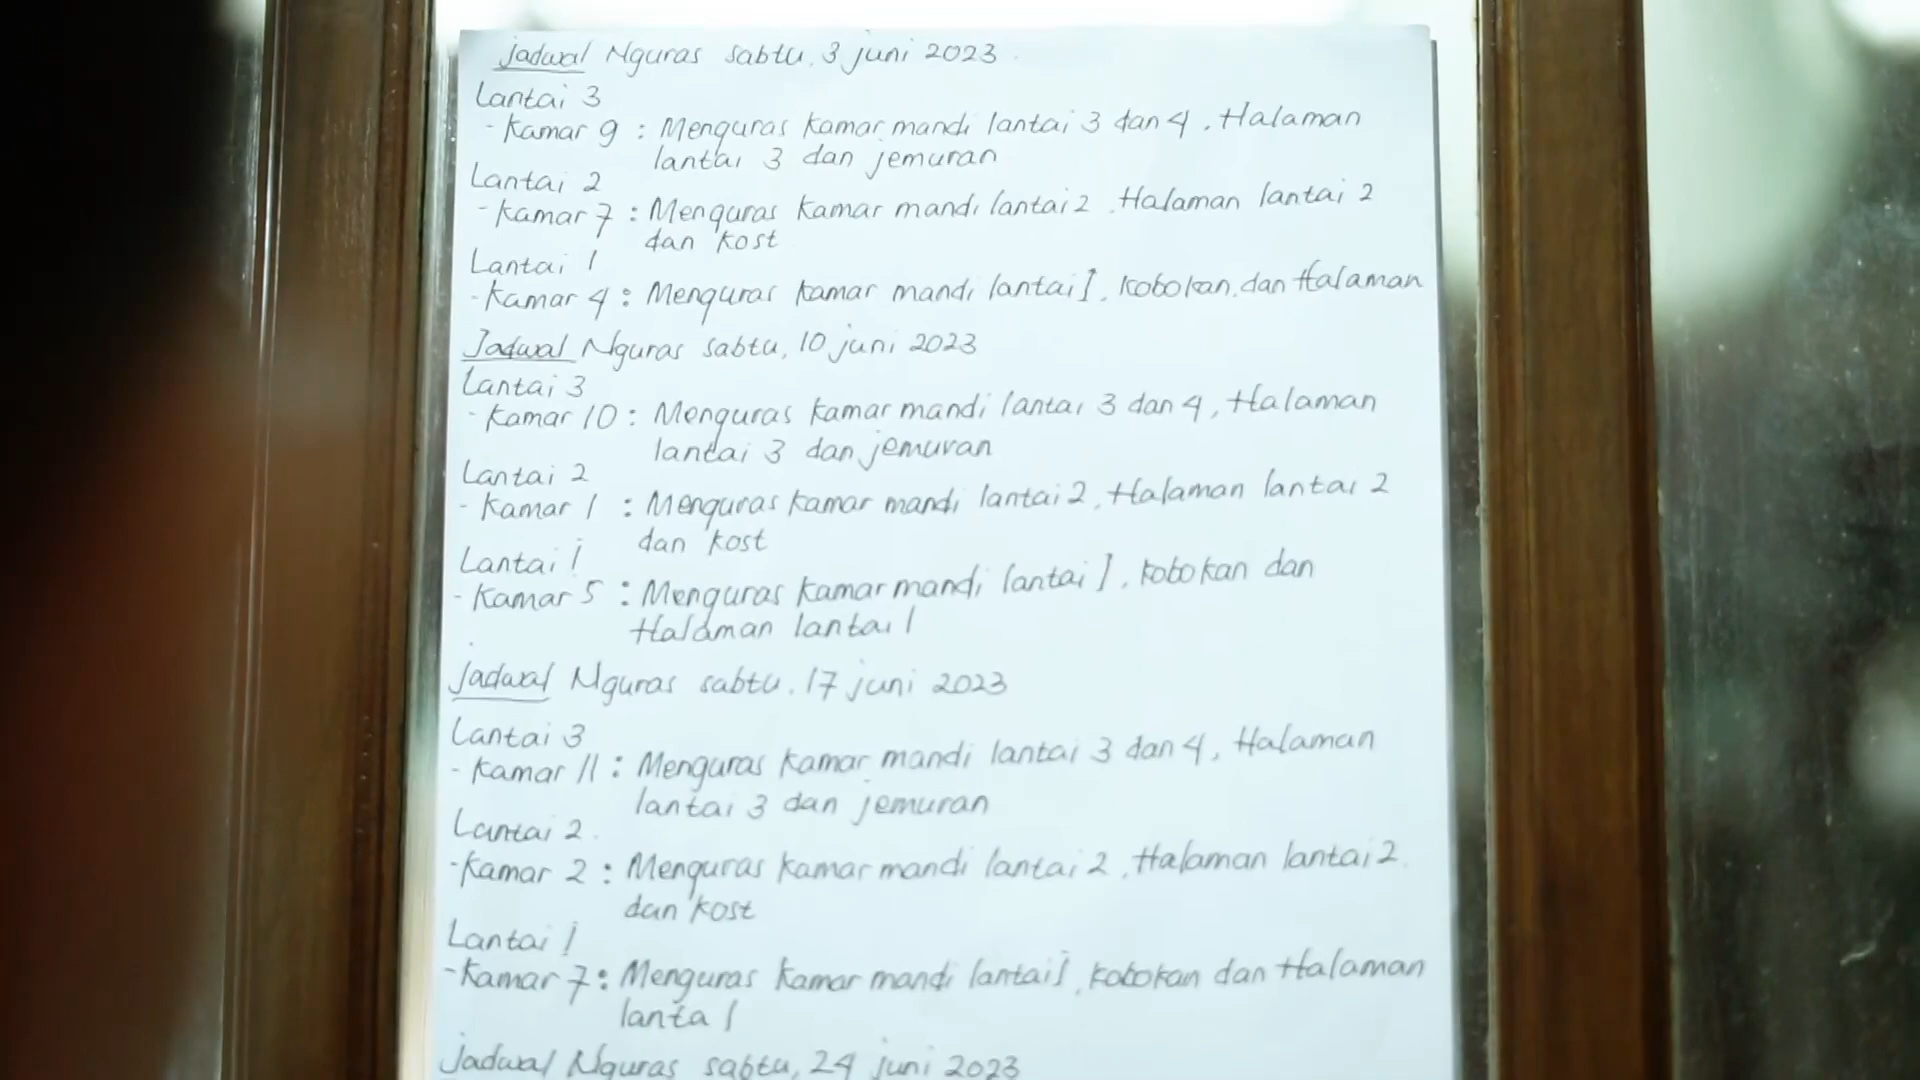 Jadwal Nguras sabtu, 3 juni 2023
Lantai 3
- Kamar 9 : Menguras Kamar mandi lantai 3 dan 4, Halaman
lantai 3 dan jemuran
Lantai 2
- Kamar 7 : Menguras Kamar mandi lantai 2, Halaman lantai 2
dan kost
Lantai 1
- Kamar 4 : Menguras Kamar mandi lantai 1, Kobokan, dan Halaman
Jadwal Nguras sabtu, 10 juni 2023
Lantai 3
- Kamar 10 : Menguras Kamar mandi lantai 3 dan 4, Halaman
lantai 3 dan jemuran
Lantai 2
- Kamar 1 : Menguras Kamar mandi lantai 2, Halaman lantai 2
dan kost
Lantai 1
- Kamar 5 : Menguras Kamar mandi lantai 1, Kobokan dan
Halaman lantai 1
Jadwal Nguras sabtu, 17 juni 2023
Lantai 3
- Kamar 11 : Menguras Kamar mandi lantai 3 dan 4, Halaman
lantai 3 dan jemuran
Lantai 2
- Kamar 2 : Menguras Kamar mandi lantai 2, Halaman lantai 2
dan kost
Lantai 1
- Kamar 7 : Menguras Kamar mandi lantai 1, Kobokan dan Halaman
lanta 1
Jadwal Nguras sabtu, 24 juni 2023